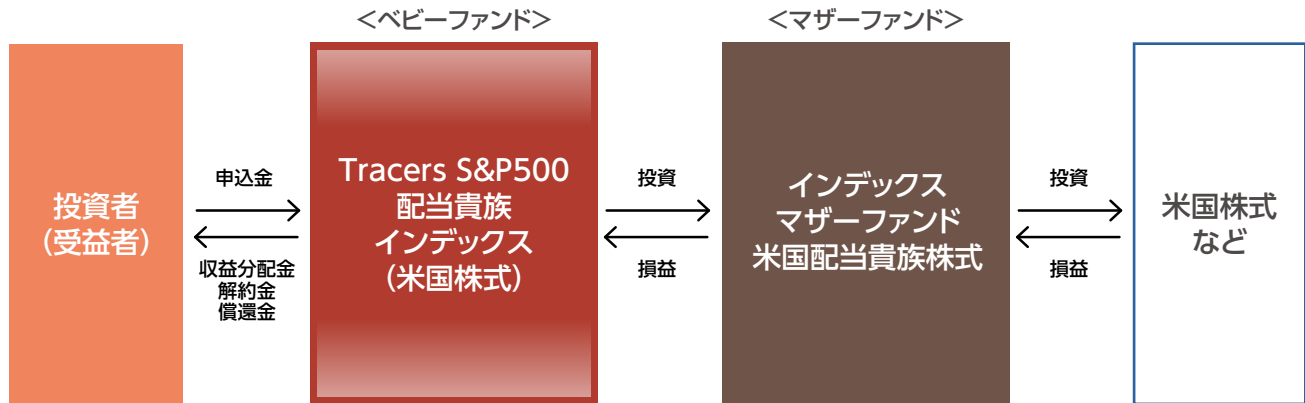 <ベビーファンド>
<マザーファンド>
投資者
(受益者)
申込金
収益分配金
解約金
償還金
Tracers S&P500
配当貴族
インデックス
(米国株式)
投資
損益
インデックス
マザーファンド
米国配当貴族株式
投資
損益
米国株式
など